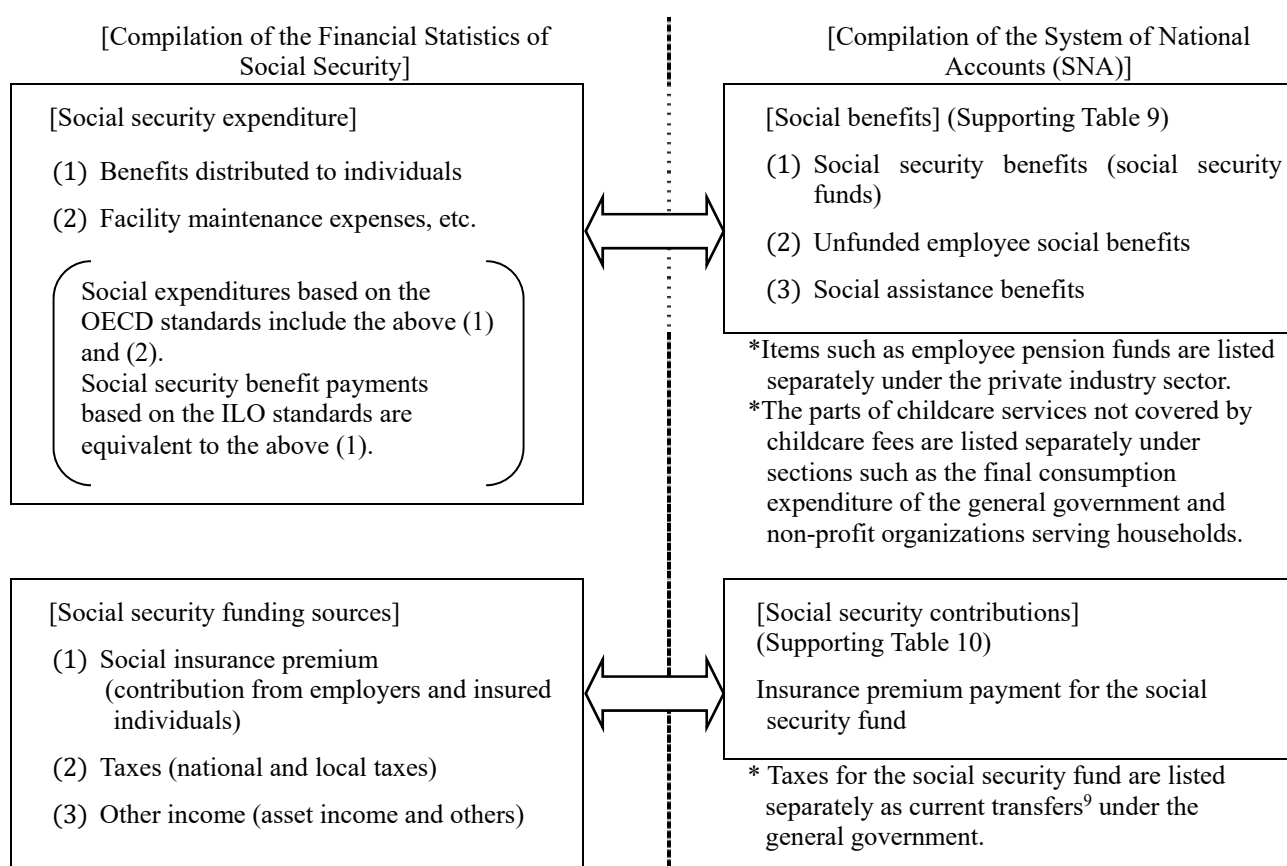 [Compilation of the Financial Statistics of
Social Security]
[Social security expenditure]
(1) Benefits distributed to individuals
(2) Facility maintenance expenses, etc.
Social expenditures based on the
OECD standards include the above (1)
and (2).
Social security benefit payments
based on the ILO standards are
equivalent to the above (1).
[Compilation of the System of National
Accounts (SNA)]
[Social benefits] (Supporting Table 9)
(1) Social security benefits (social security
funds)
(2) Unfunded employee social benefits
(3) Social assistance benefits
*Items such as employee pension funds are listed
separately under the private industry sector.
*The parts of childcare services not covered by
childcare fees are listed separately under
sections such as the final consumption
expenditure of the general government and
non-profit organizations serving households.
[Social security funding sources]
(1) Social insurance premium
(contribution from employers and insured
individuals)
(2) Taxes (national and local taxes)
(3) Other income (asset income and others)
[Social security contributions]
(Supporting Table 10)
Insurance premium payment for the social
security fund
* Taxes for the social security fund are listed
separately as current transfers⁹ under the
general government.